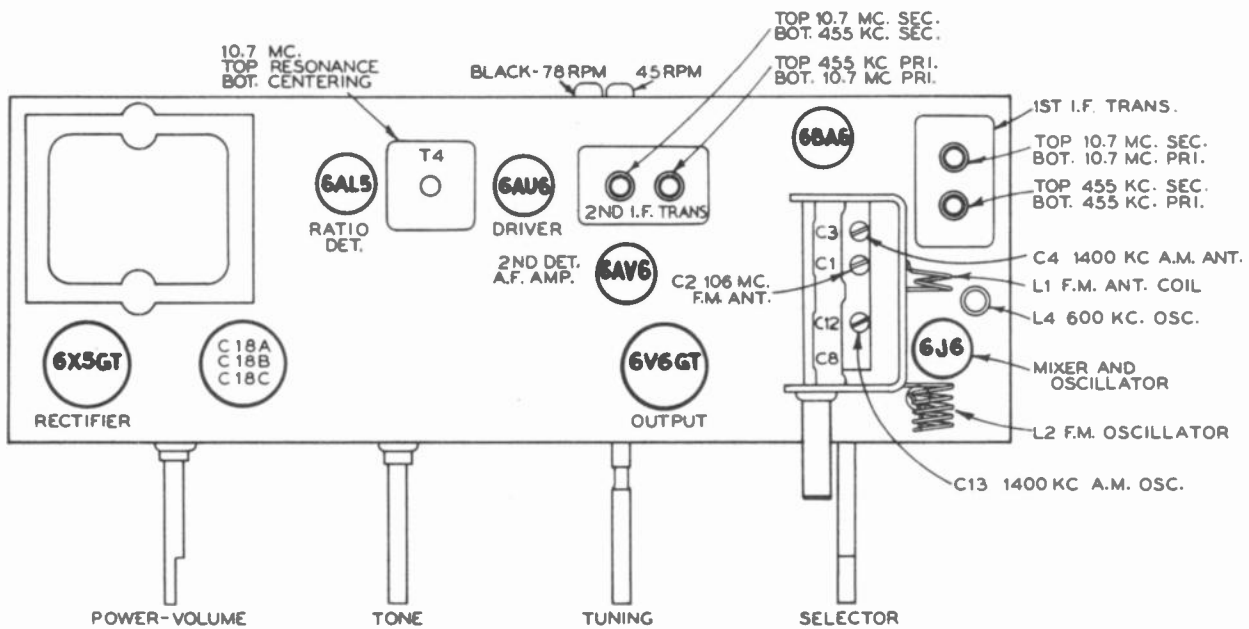 TOP 10.7 MC. SEC.
BOT. 455 KC. SEC.
10.7 MC.
TOP RESONANCE
BOT. CENTERING
BLACK-78 RPM
45 RPM
TOP 455 KC PRI.
BOT. 10.7 MC PRI.
1ST I.F. TRANS.
TOP 10.7 MC. SEC.
BOT. 10.7 MC. PRI.
TOP 455 KC. SEC.
BOT. 455 KC. PRI.
6BA6
T4
6AL5
RATIO
DET.
6AU6
DRIVER
2ND I.F. TRANS
2ND DET.
A.F. AMP.
6AV6
C2 106 MC.
F.M. ANT.
C3
C1
C12
C8
C4 1400 KC A.M. ANT.
L1 F.M. ANT. COIL
L4 600 KC. OSC.
6J6
MIXER AND
OSCILLATOR
L2 F.M. OSCILLATOR
C13 1400 KC A.M. OSC.
6X5GT
RECTIFIER
C18A
C18B
C18C
6V6GT
OUTPUT
POWER-VOLUME
TONE
TUNING
SELECTOR